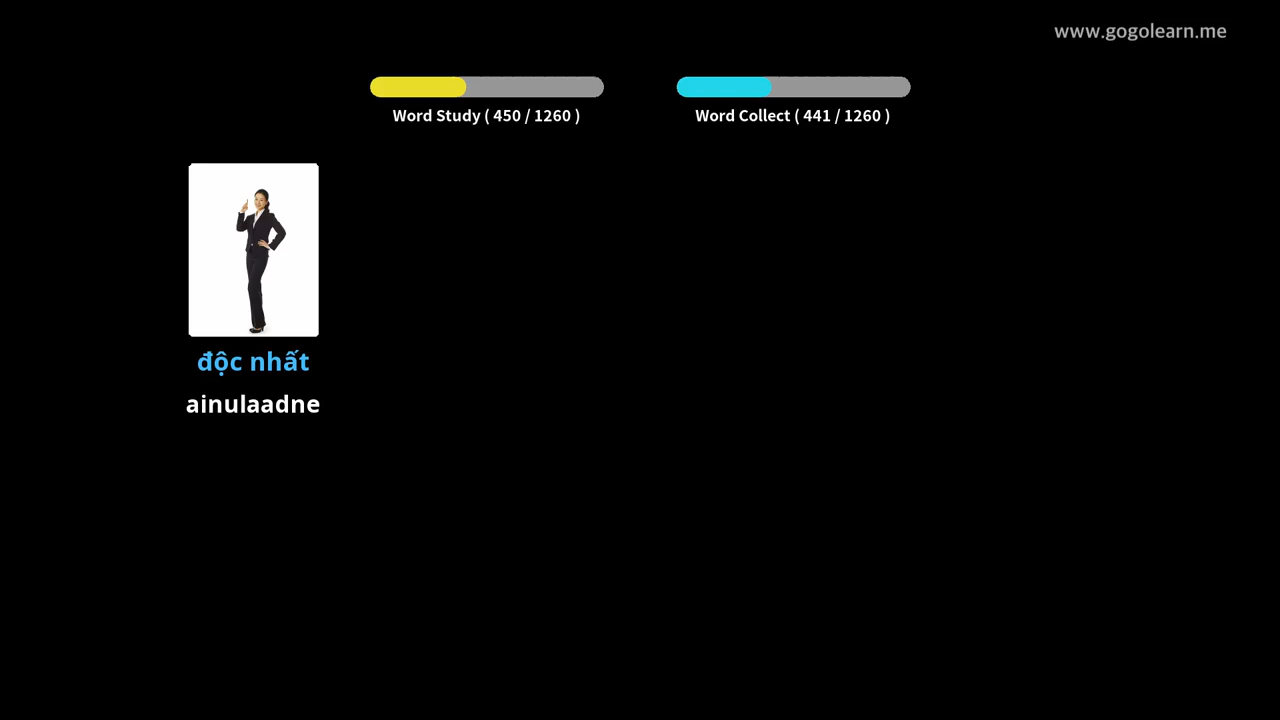 www.gogolearn.me
Word Study ( 450 / 1260 )
Word Collect ( 441 / 1260 )
độc nhất
ainulaadne